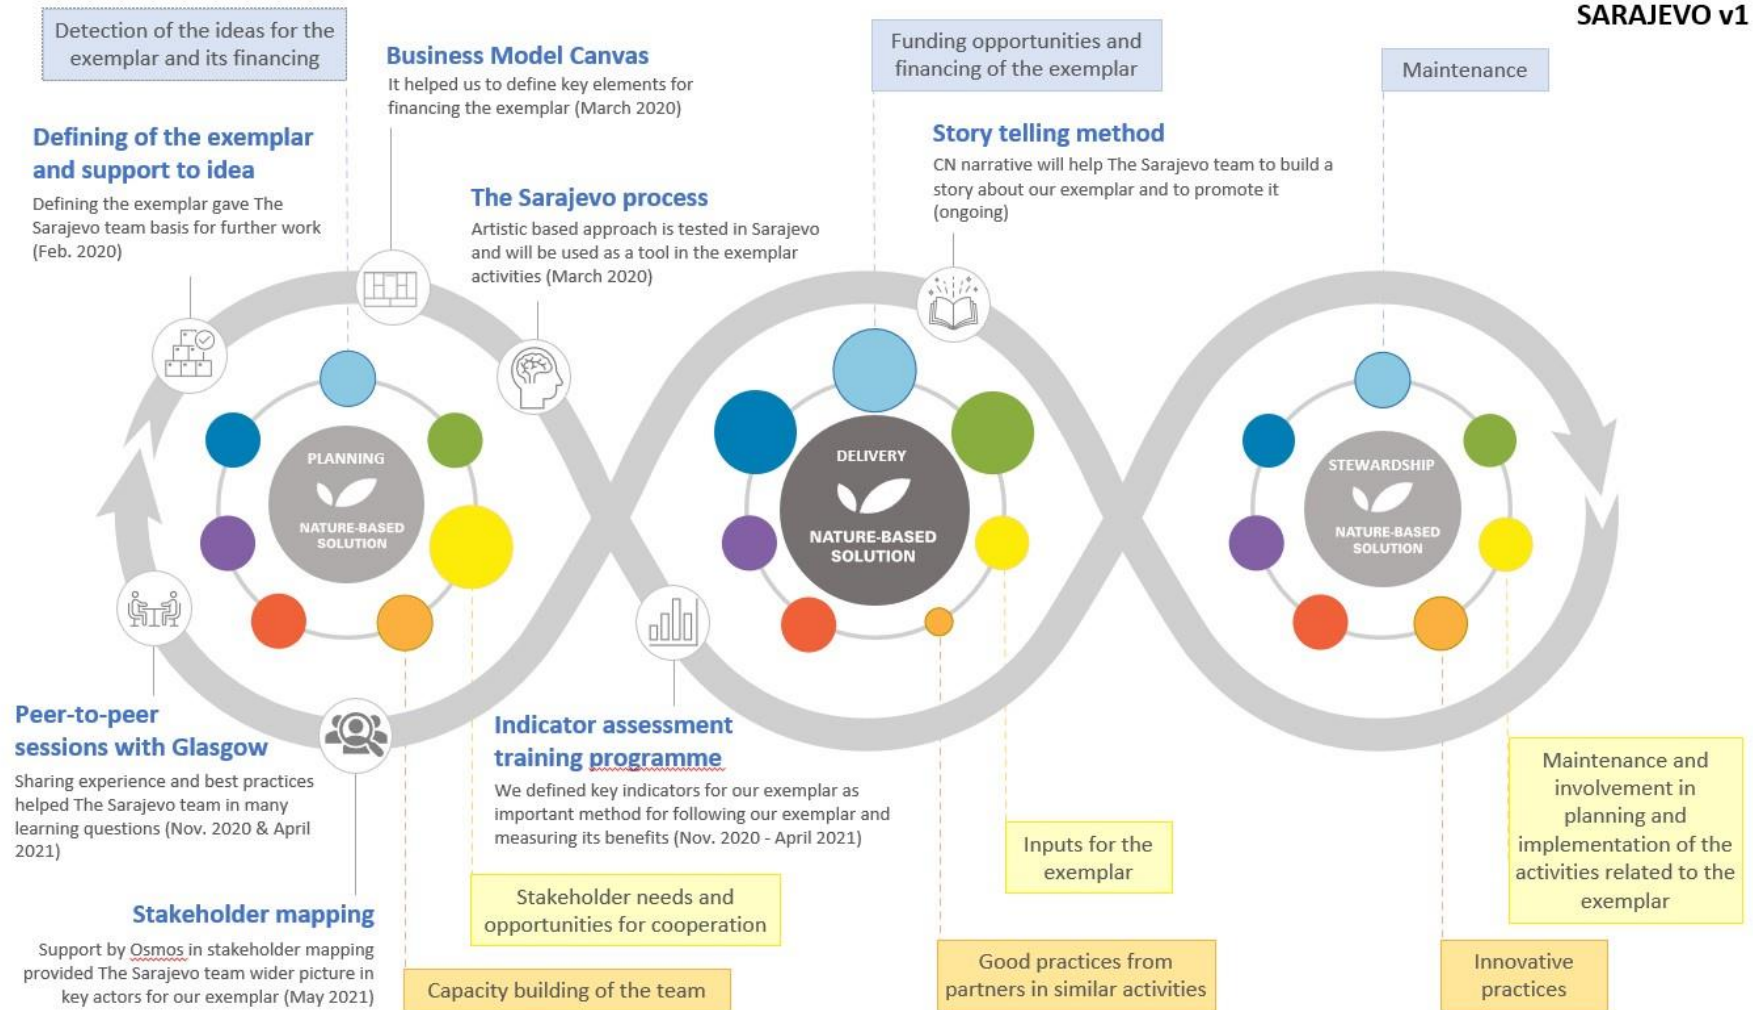 SARAJEVO v1
Detection of the ideas for the
exemplar and its financing
Business Model Canvas
It helped us to define key elements for
financing the exemplar (March 2020)
Funding opportunities and
financing of the exemplar
Maintenance
Defining of the exemplar
and support to idea
Defining the exemplar gave The
Sarajevo team basis for further work
(Feb. 2020)
The Sarajevo process
Artistic based approach is tested in Sarajevo
and will be used as a tool in the exemplar
activities (March 2020)
Story telling method
CN narrative will help The Sarajevo team to build a
story about our exemplar and to promote it
(ongoing)
PLANNING
NATURE-BASED
SOLUTION
DELIVERY
NATURE-BASED
SOLUTION
STEWARDSHIP
NATURE-BASED
SOLUTION
Peer-to-peer
sessions with Glasgow
Sharing experience and best practices
helped The Sarajevo team in many
learning questions (Nov. 2020 & April
2021)
Indicator assessment
training programme
We defined key indicators for our exemplar as
important method for following our exemplar and
measuring its benefits (Nov. 2020 - April 2021)
Stakeholder mapping
Support by Osmos in stakeholder mapping
provided The Sarajevo team wider picture in
key actors for our exemplar (May 2021)
Stakeholder needs and
opportunities for cooperation
Capacity building of the team
Inputs for the
exemplar
Good practices from
partners in similar activities
Maintenance and
involvement in
planning and
implementation of the
activities related to the
exemplar
Innovative
practices